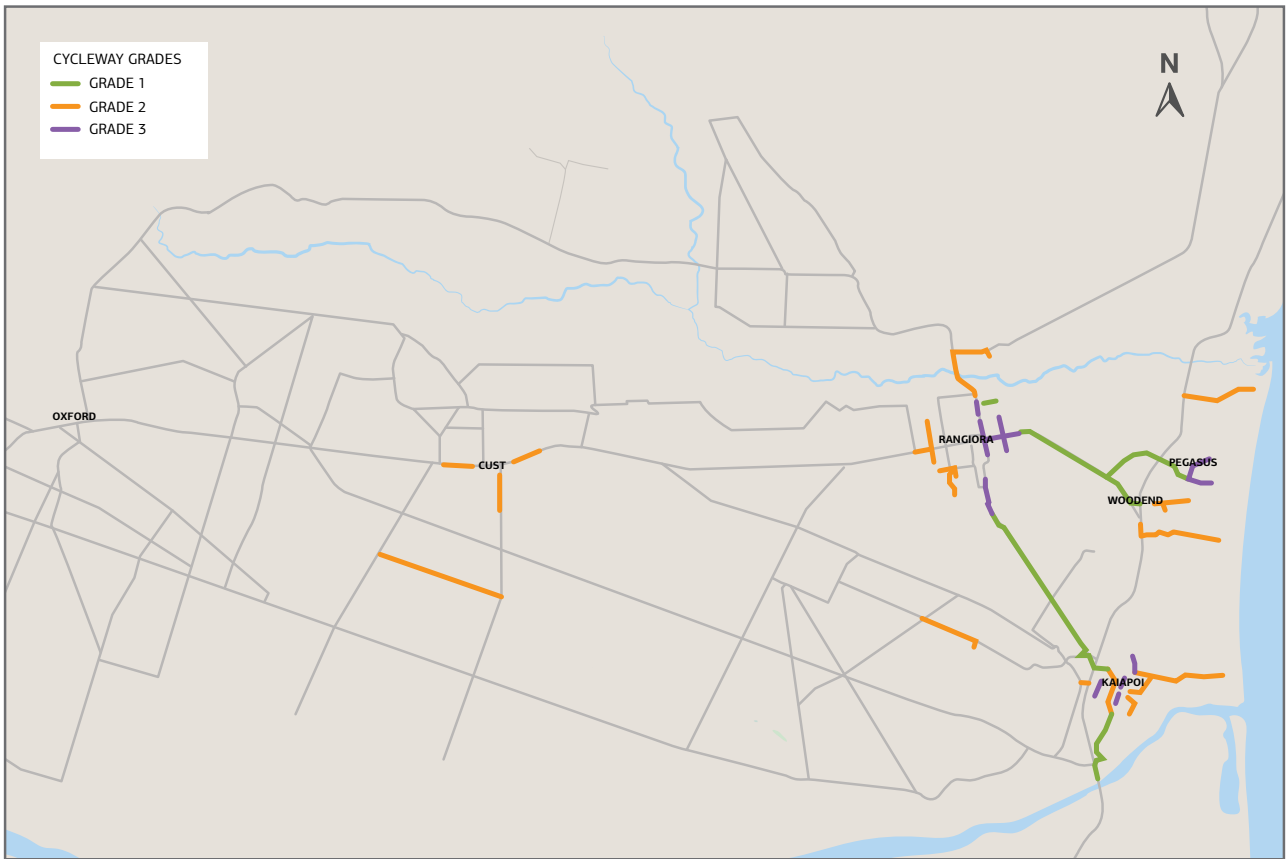 CYCLEWAY GRADES
GRADE 1
GRADE 2
GRADE 3
N
OXFORD
CUST
RANGIORA
PEGASUS
WOODEND
KAIAPOI